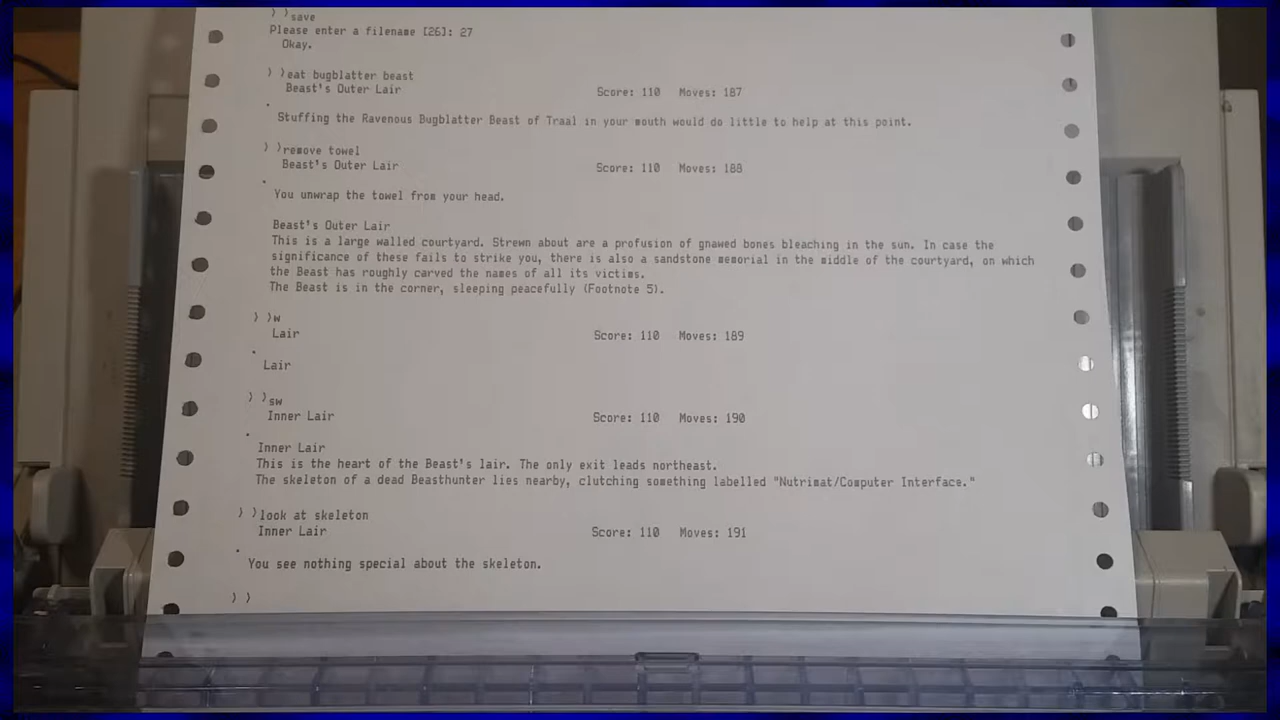 ) )save
Please enter a filename [26]: 27
Okay.
) )eat bugblatter beast
Beast's Outer Lair Score: 110 Moves: 187
.
Stuffing the Ravenous Bugblatter Beast of Traal in your mouth would do little to help at this point.
) )remove towel
Beast's Outer Lair Score: 110 Moves: 188
.
You unwrap the towel from your head.
Beast's Outer Lair
This is a large walled courtyard. Strewn about are a profusion of gnawed bones bleaching in the sun. In case the
significance of these fails to strike you, there is also a sandstone memorial in the middle of the courtyard, on which
the Beast has roughly carved the names of all its victims.
The Beast is in the corner, sleeping peacefully (Footnote 5).
) )w
Lair Score: 110 Moves: 189
.
Lair
) )sw
Inner Lair Score: 110 Moves: 190
.
Inner Lair
This is the heart of the Beast's lair. The only exit leads northeast.
The skeleton of a dead Beasthunter lies nearby, clutching something labelled "Nutrimat/Computer Interface."
) )look at skeleton
Inner Lair Score: 110 Moves: 191
.
You see nothing special about the skeleton.
) )